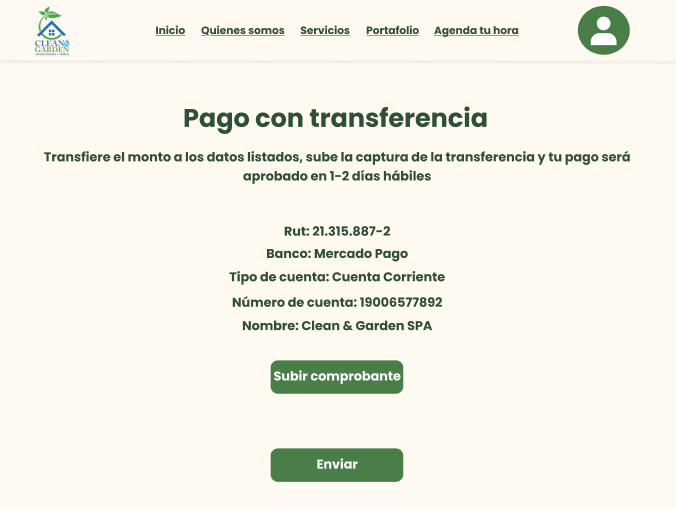 CLEAN &
GARDEN
Inicio Quienes somos Servicios Portafolio Agenda tu hora
Pago con transferencia
Transfiere el monto a los datos listados, sube la captura de la transferencia y tu pago será
aprobado en 1-2 días hábiles
Rut: 21.315.887-2
Banco: Mercado Pago
Tipo de cuenta: Cuenta Corriente
Número de cuenta: 19006577892
Nombre: Clean & Garden SPA
Subir comprobante
Enviar